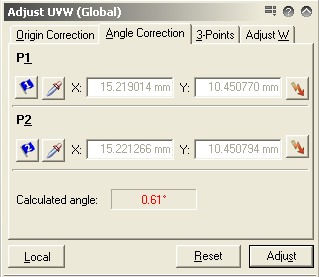 Adjust UVW (Global)
Origin Correction Angle Correction 3-Points Adjust W
P1
X: 15.219014 mm Y: 10.450770 mm
P2
X: 15.221266 mm Y: 10.450794 mm
Calculated angle: 0.61°
Local Reset Adjust